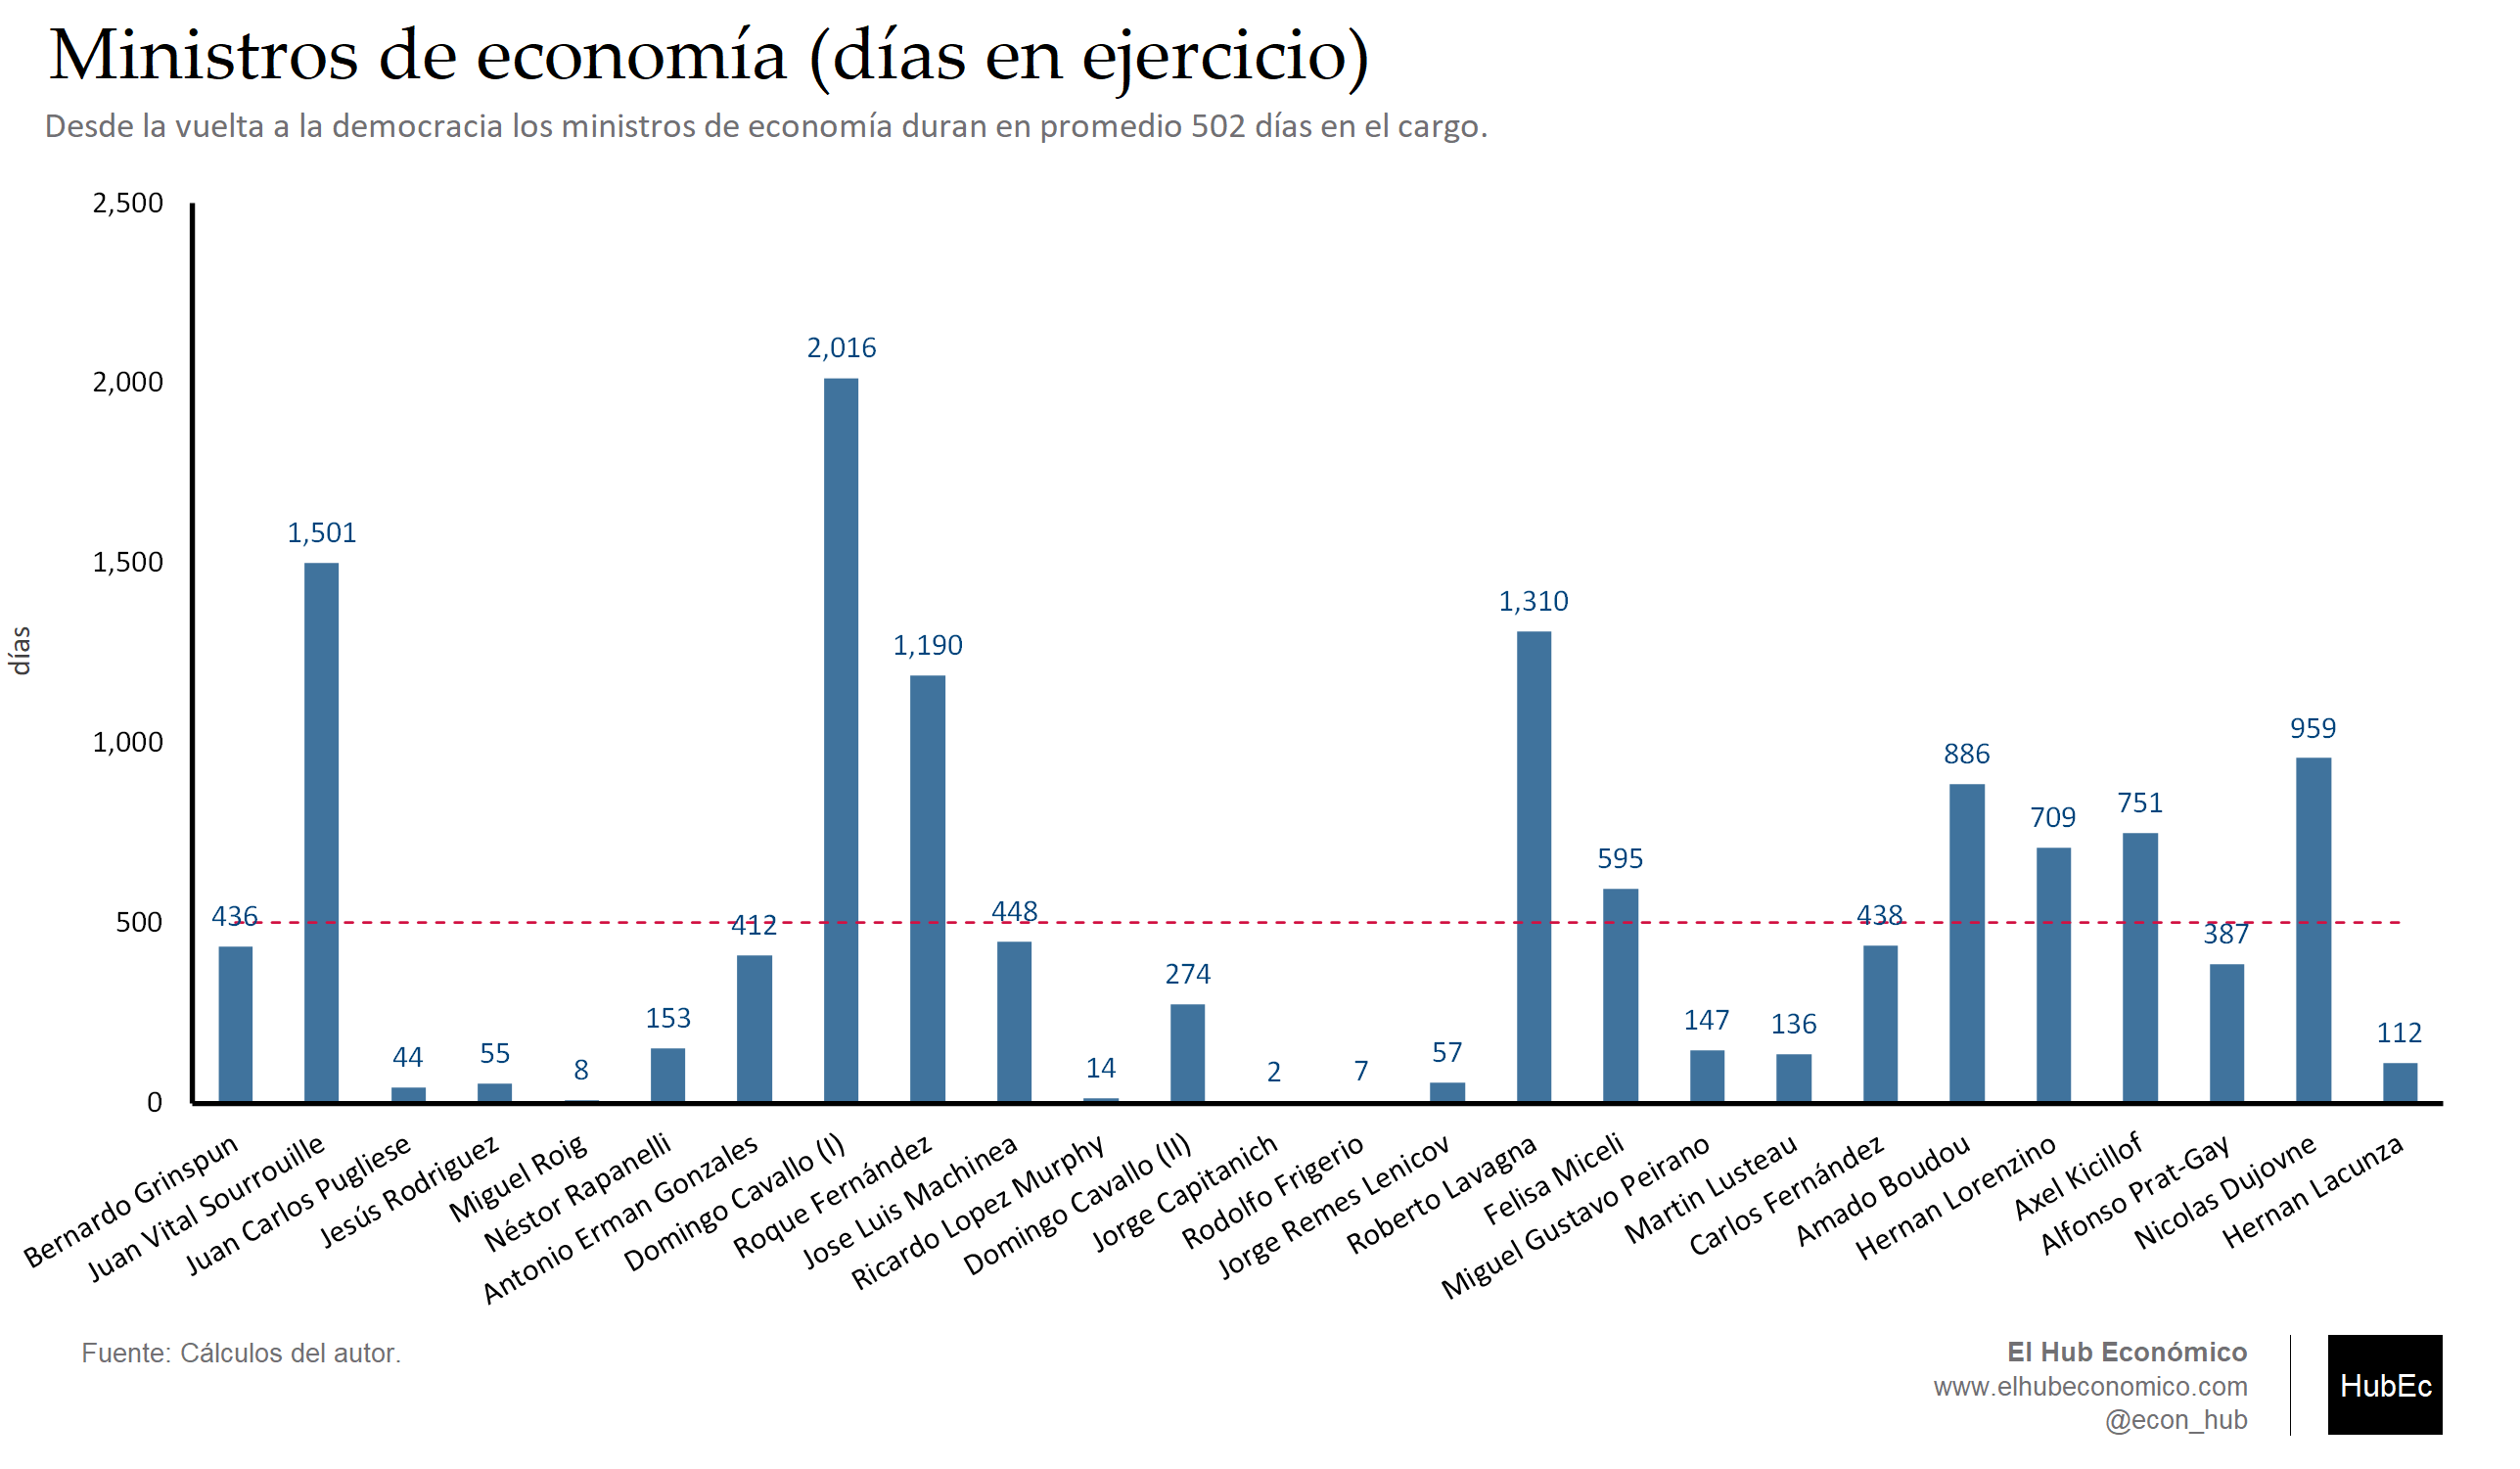 Ministros de economía (días en ejercicio)
Desde la vuelta a la democracia los ministros de economía duran en promedio 502 días en el cargo.
días
2,500
2,000
1,500
1,000
500
0
436
1,501
44
55
8
153
412
2,016
1,190
448
14
274
2
7
57
1,310
595
147
136
438
886
709
751
387
959
112
Bernardo Grinspun
Juan Vital Sourrouille
Juan Carlos Pugliese
Jesús Rodriguez
Miguel Roig
Néstor Rapanelli
Antonio Erman Gonzales
Domingo Cavallo (I)
Roque Fernández
Jose Luis Machinea
Ricardo Lopez Murphy
Domingo Cavallo (II)
Jorge Capitanich
Rodolfo Frigerio
Jorge Remes Lenicov
Roberto Lavagna
Felisa Miceli
Miguel Gustavo Peirano
Martin Lusteau
Carlos Fernández
Amado Boudou
Hernan Lorenzino
Axel Kicillof
Alfonso Prat-Gay
Nicolas Dujovne
Hernan Lacunza
Fuente: Cálculos del autor.
El Hub Económico
www.elhubeconomico.com
@econ_hub
HubEc